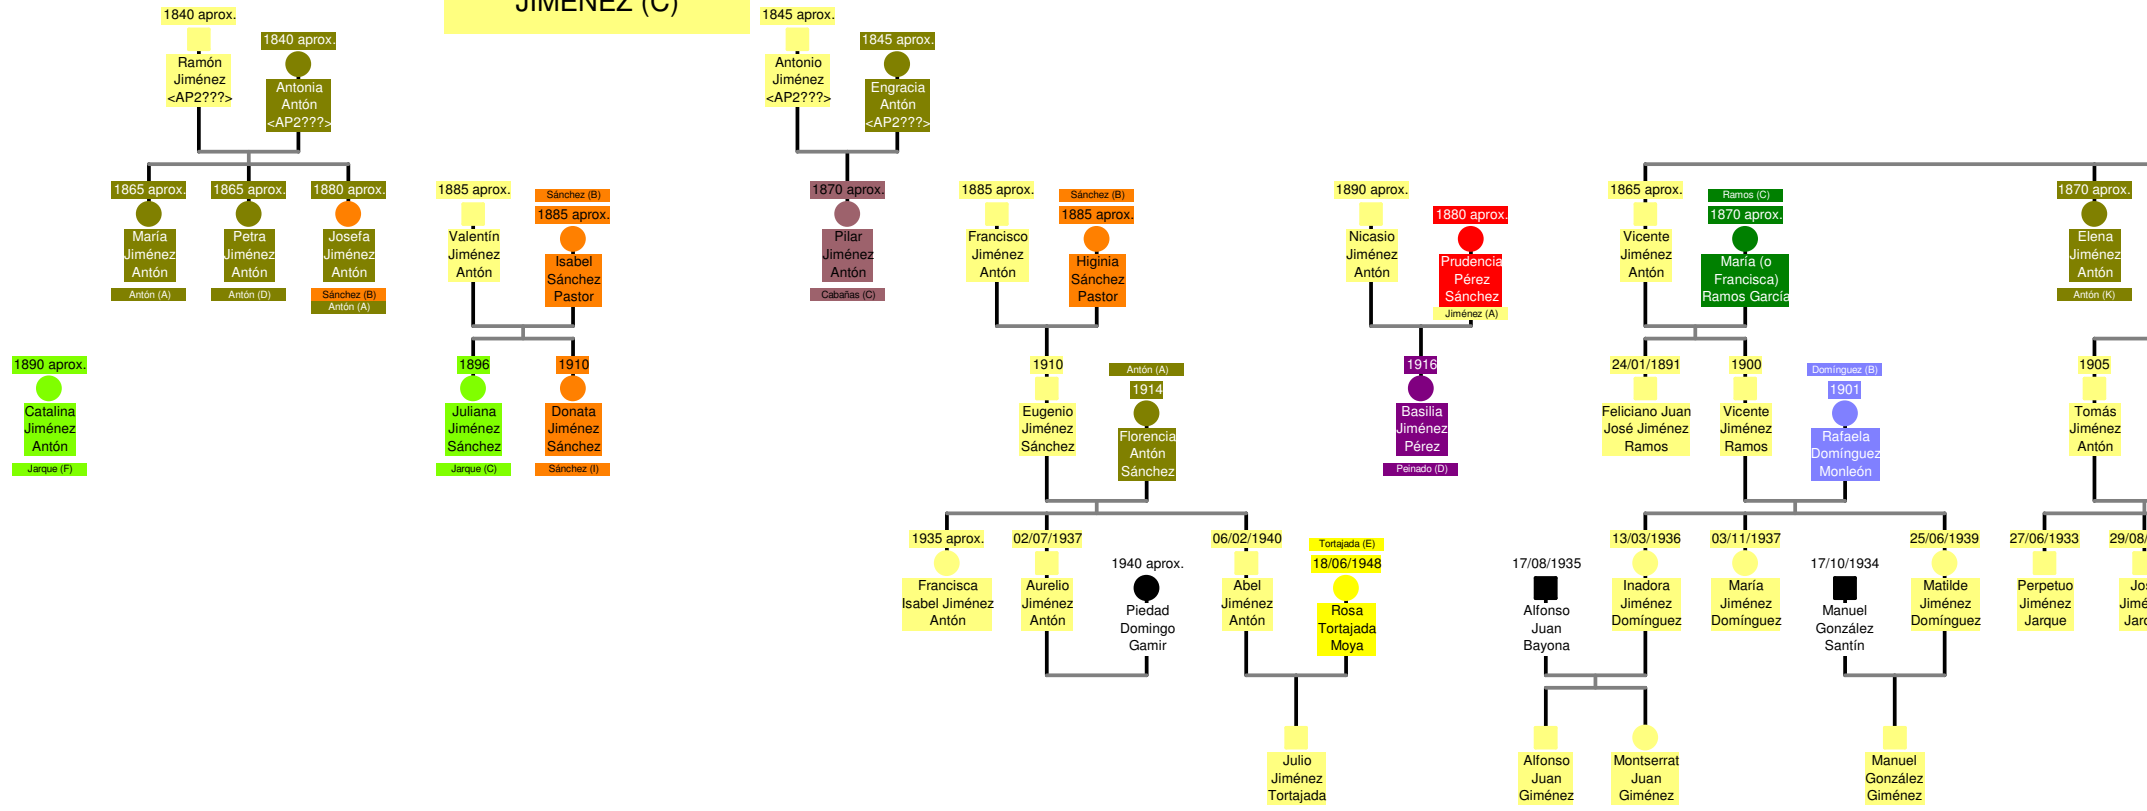 JIMÉNEZ (C)
1840 aprox.
Ramón
Jiménez
<AP2???>
1840 aprox.
Antonia
Antón
<AP2???>
1845 aprox.
Antonio
Jiménez
<AP2???>
1845 aprox.
Engracia
Antón
<AP2???>
1865 aprox.
María
Jiménez
Antón
Antón (A)
1865 aprox.
Petra
Jiménez
Antón
Antón (D)
1880 aprox.
Josefa
Jiménez
Antón
Sánchez (B)
Antón (A)
1885 aprox.
Valentín
Jiménez
Antón
Sánchez (B)
1885 aprox.
Isabel
Sánchez
Pastor
1870 aprox.
Pilar
Jiménez
Antón
Cabañas (C)
1885 aprox.
Francisco
Jiménez
Antón
Sánchez (B)
1885 aprox.
Higinia
Sánchez
Pastor
1890 aprox.
Nicasio
Jiménez
Antón
1880 aprox.
Prudencia
Pérez
Sánchez
Jiménez (A)
1865 aprox.
Vicente
Jiménez
Antón
Ramos (C)
1870 aprox.
María (o
Francisca)
Ramos García
1870 aprox.
Elena
Jiménez
Antón
Antón (K)
1890 aprox.
Catalina
Jiménez
Antón
Jarque (F)
1896
Juliana
Jiménez
Sánchez
Jarque (C)
1910
Donata
Jiménez
Sánchez
Sánchez (I)
1910
Eugenio
Jiménez
Sánchez
Antón (A)
1914
Florencia
Antón
Sánchez
1916
Basilia
Jiménez
Pérez
Peinado (D)
24/01/1891
Feliciano Juan
José Jiménez
Ramos
1900
Vicente
Jiménez
Ramos
Domínguez (B)
1901
Rafaela
Domínguez
Monleón
1905
Tomás
Jiménez
Antón
1935 aprox.
Francisca
Isabel Jiménez
Antón
02/07/1937
Aurelio
Jiménez
Antón
1940 aprox.
Piedad
Domingo
Gamir
06/02/1940
Abel
Jiménez
Antón
Tortajada (E)
18/06/1948
Rosa
Tortajada
Moya
17/08/1935
Alfonso
Juan
Bayona
13/03/1936
Inadora
Jiménez
Domínguez
03/11/1937
María
Jiménez
Domínguez
17/10/1934
Manuel
González
Santín
25/06/1939
Matilde
Jiménez
Domínguez
27/06/1933
Perpetuo
Jiménez
Jarque
29/08/
Julio
Jiménez
Tortajada
Alfonso
Juan
Giménez
Montserrat
Juan
Giménez
Manuel
González
Giménez